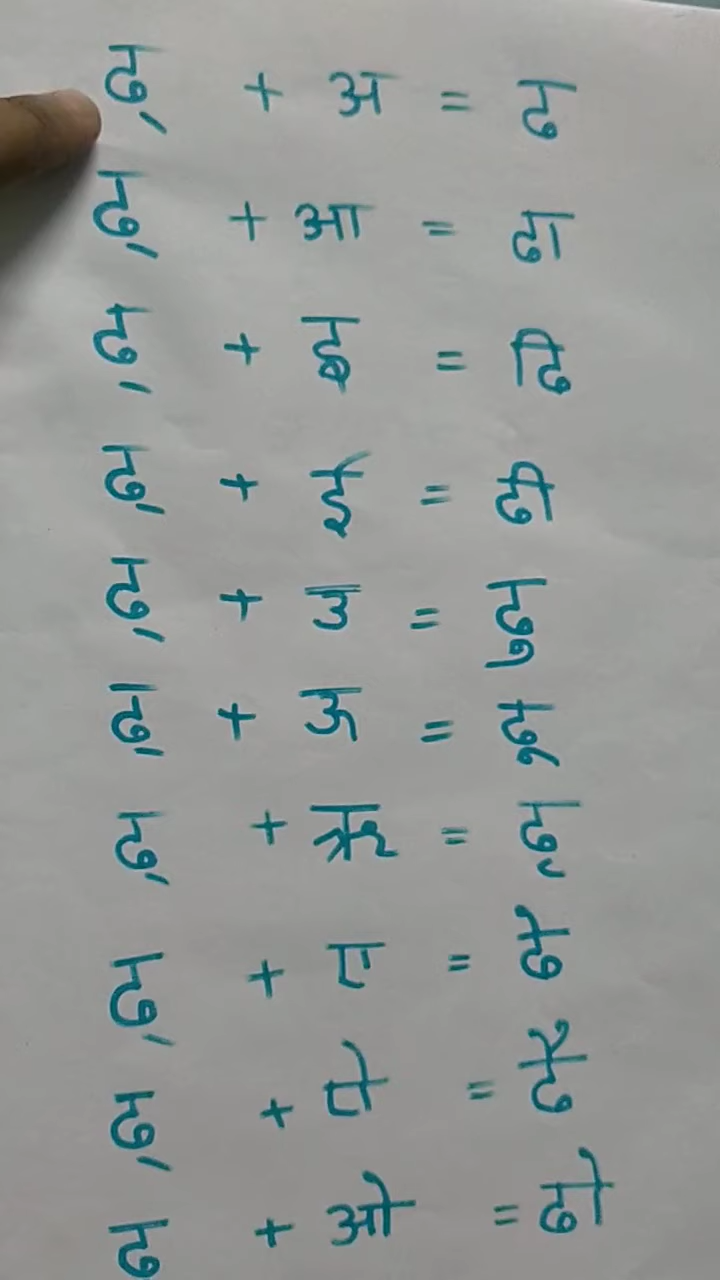 ढ् + अ = ढ
ढ् + आ = ढा
ढ् + इ = ढि
ढ् + ई = ढी
ढ् + उ = ढु
ढ् + ऊ = ढू
ढ् + ऋ = ढृ
ढ् + ए = ढे
ढ् + ऐ = ढै
ढ + ओ = ढो